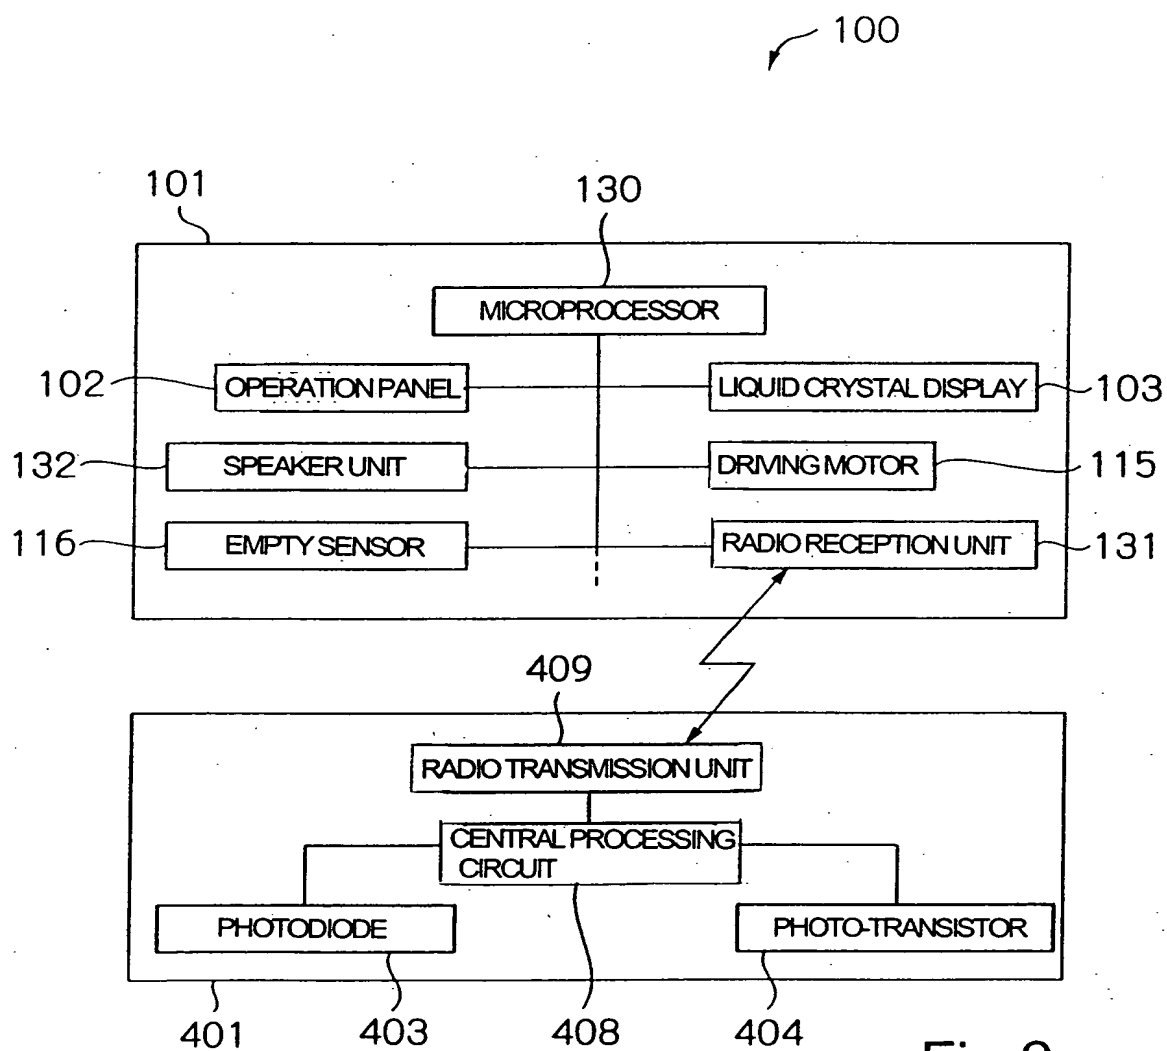 100
101
130
MICROPROCESSOR
102
OPERATION PANEL
LIQUID CRYSTAL DISPLAY
103
132
SPEAKER UNIT
DRIVING MOTOR
115
116
EMPTY SENSOR
RADIO RECEPTION UNIT
131
409
RADIO TRANSMISSION UNIT
CENTRAL PROCESSING
CIRCUIT
PHOTODIODE
PHOTO-TRANSISTOR
401
403
408
404